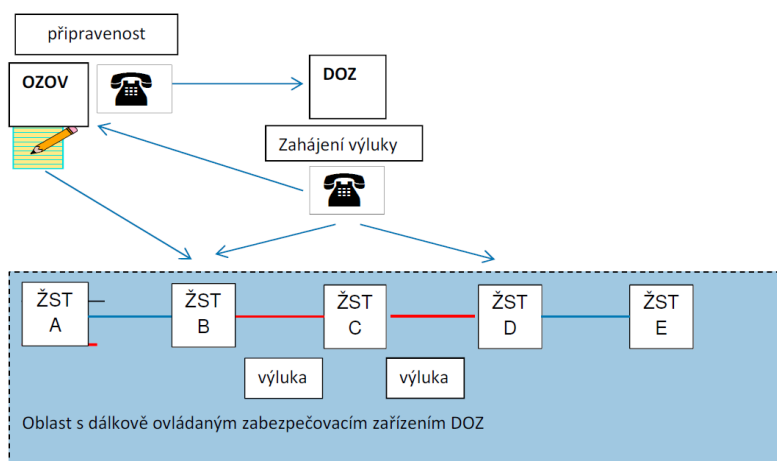 připravenost
OZOV
DOZ
Zahájení výluky
ŽST
A
ŽST
B
ŽST
C
ŽST
D
ŽST
E
výluka
výluka
Oblast s dálkově ovládaným zabezpečovacím zařízením DOZ